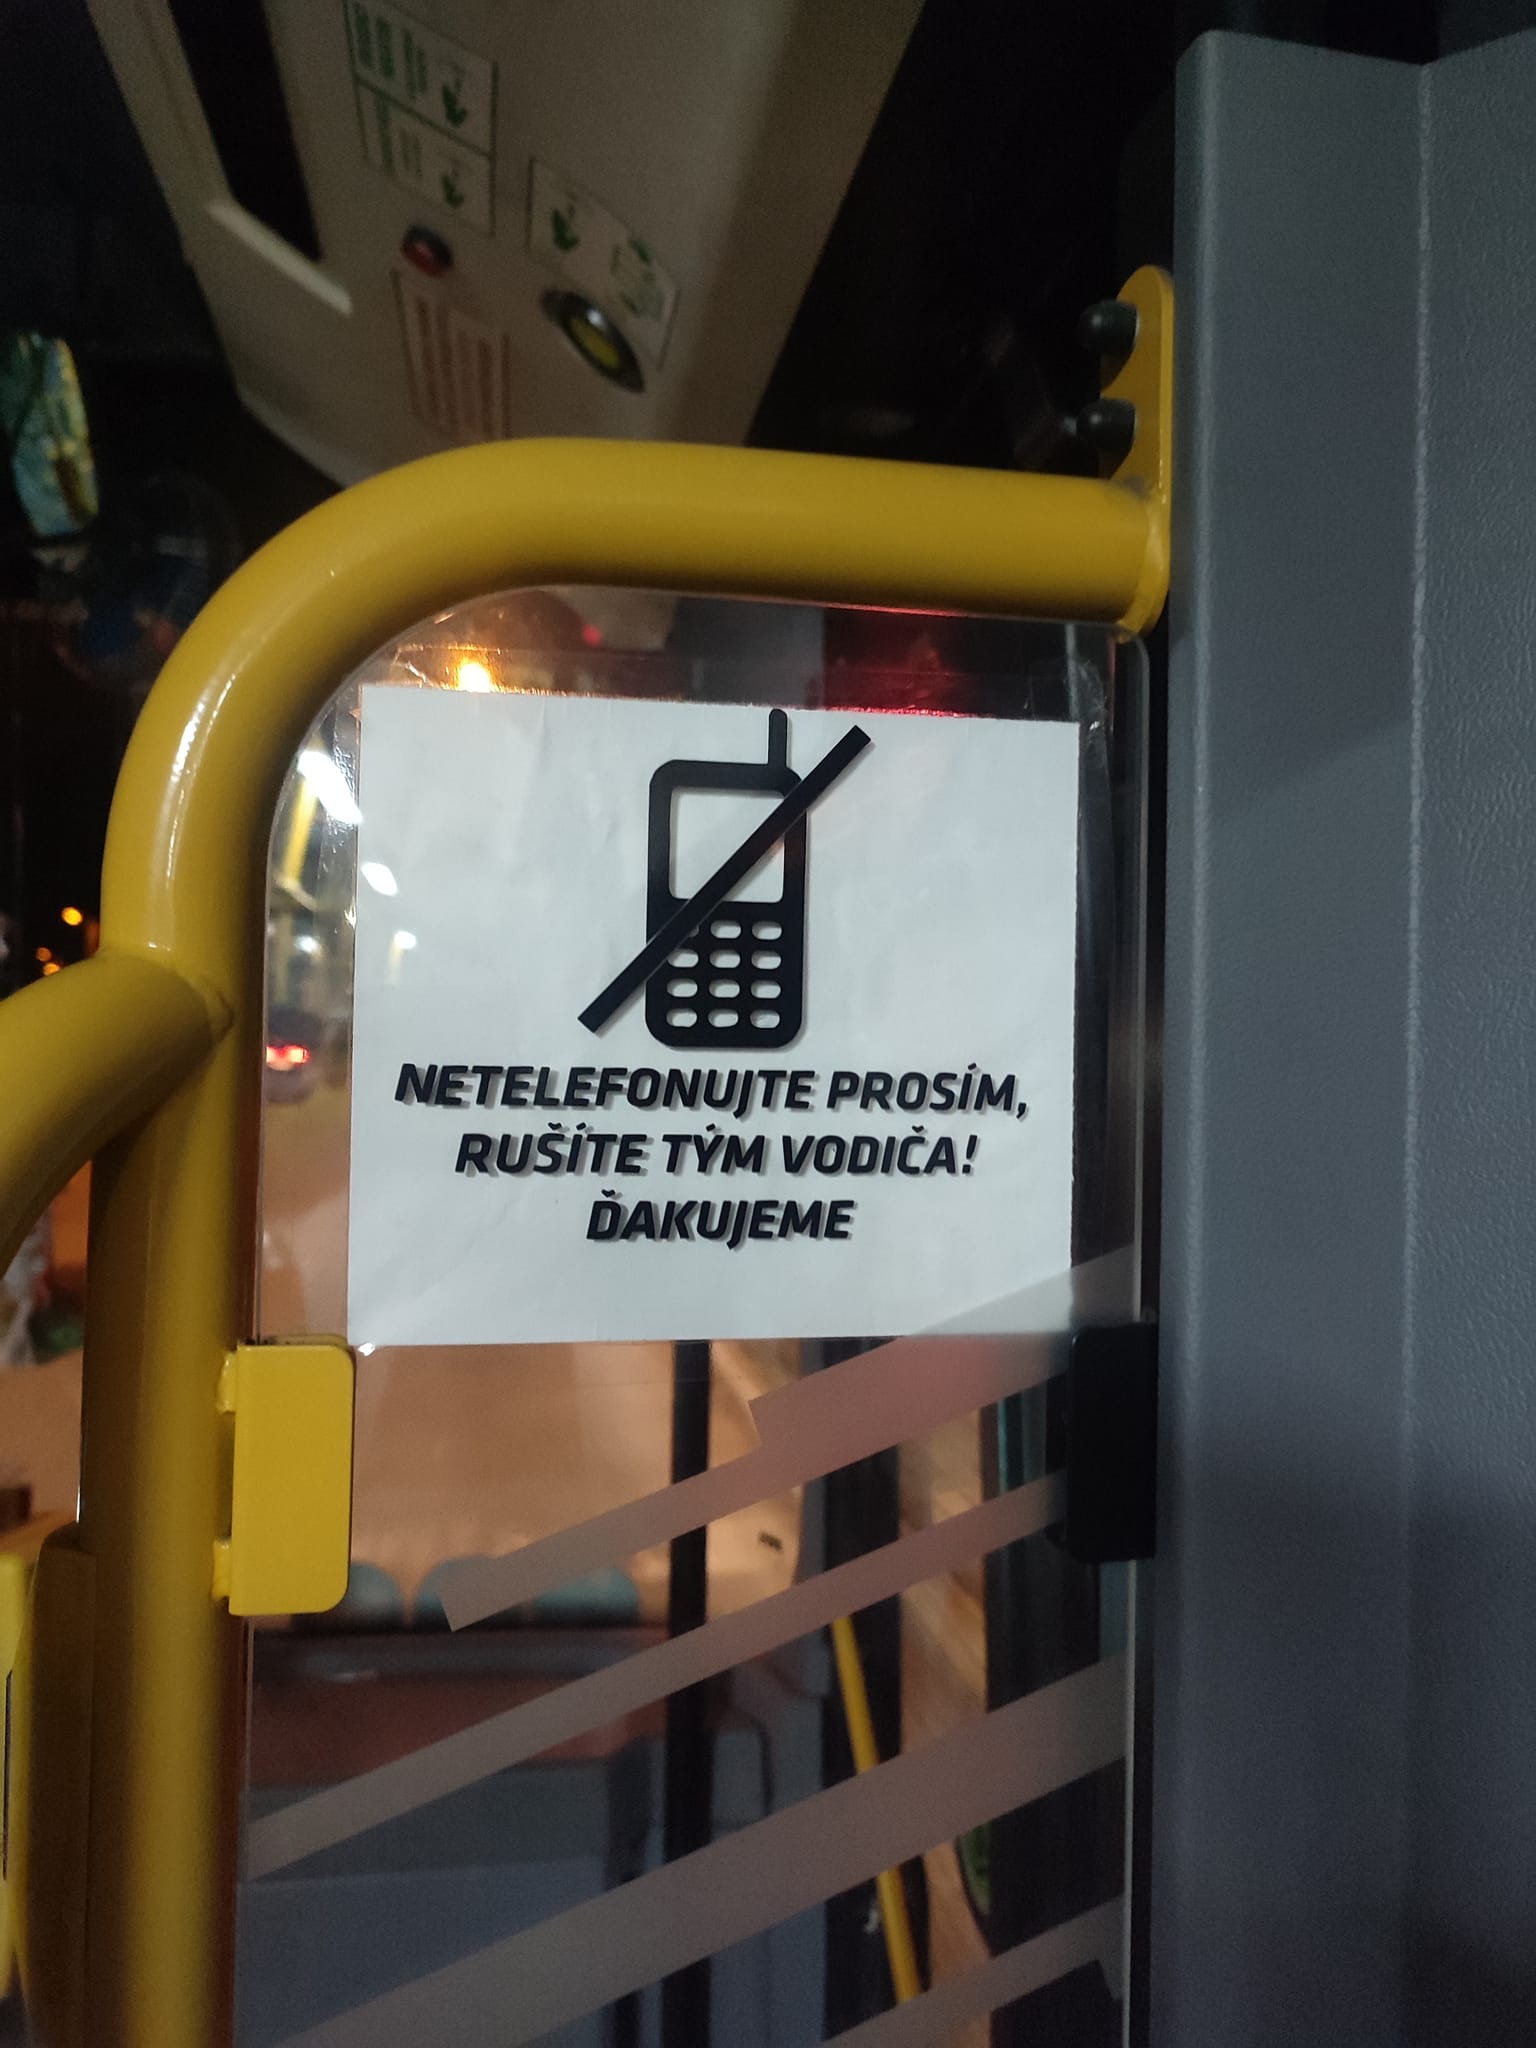 NETELEFONUJTE PROSÍM,
RUŠÍTE TÝM VODIČA!
ĎAKUJEME